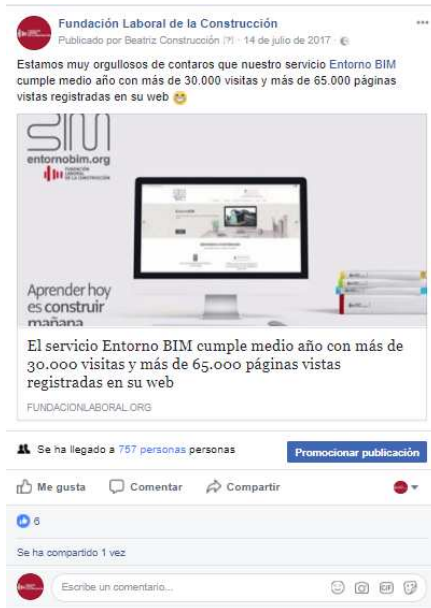 Fundación Laboral de la Construcción
Publicado por Beatriz Construcción [?] · 14 de julio de 2017 ·
Estamos muy orgullosos de contaros que nuestro servicio Entorno BIM
cumple medio año con más de 30.000 visitas y más de 65.000 páginas
vistas registradas en su web
entornobim.org
FUNDACIÓN
LABORAL
DE LA CONSTRUCCIÓN
Aprender hoy
es construir
mañana
El servicio Entorno BIM cumple medio año con más de
30.000 visitas y más de 65.000 páginas vistas
registradas en su web
FUNDACIONLABORAL.ORG
Se ha llegado a 757 personas personas
Promocionar publicación
Me gusta
Comentar
Compartir
6
Se ha compartido 1 vez
Escribe un comentario...
GIF